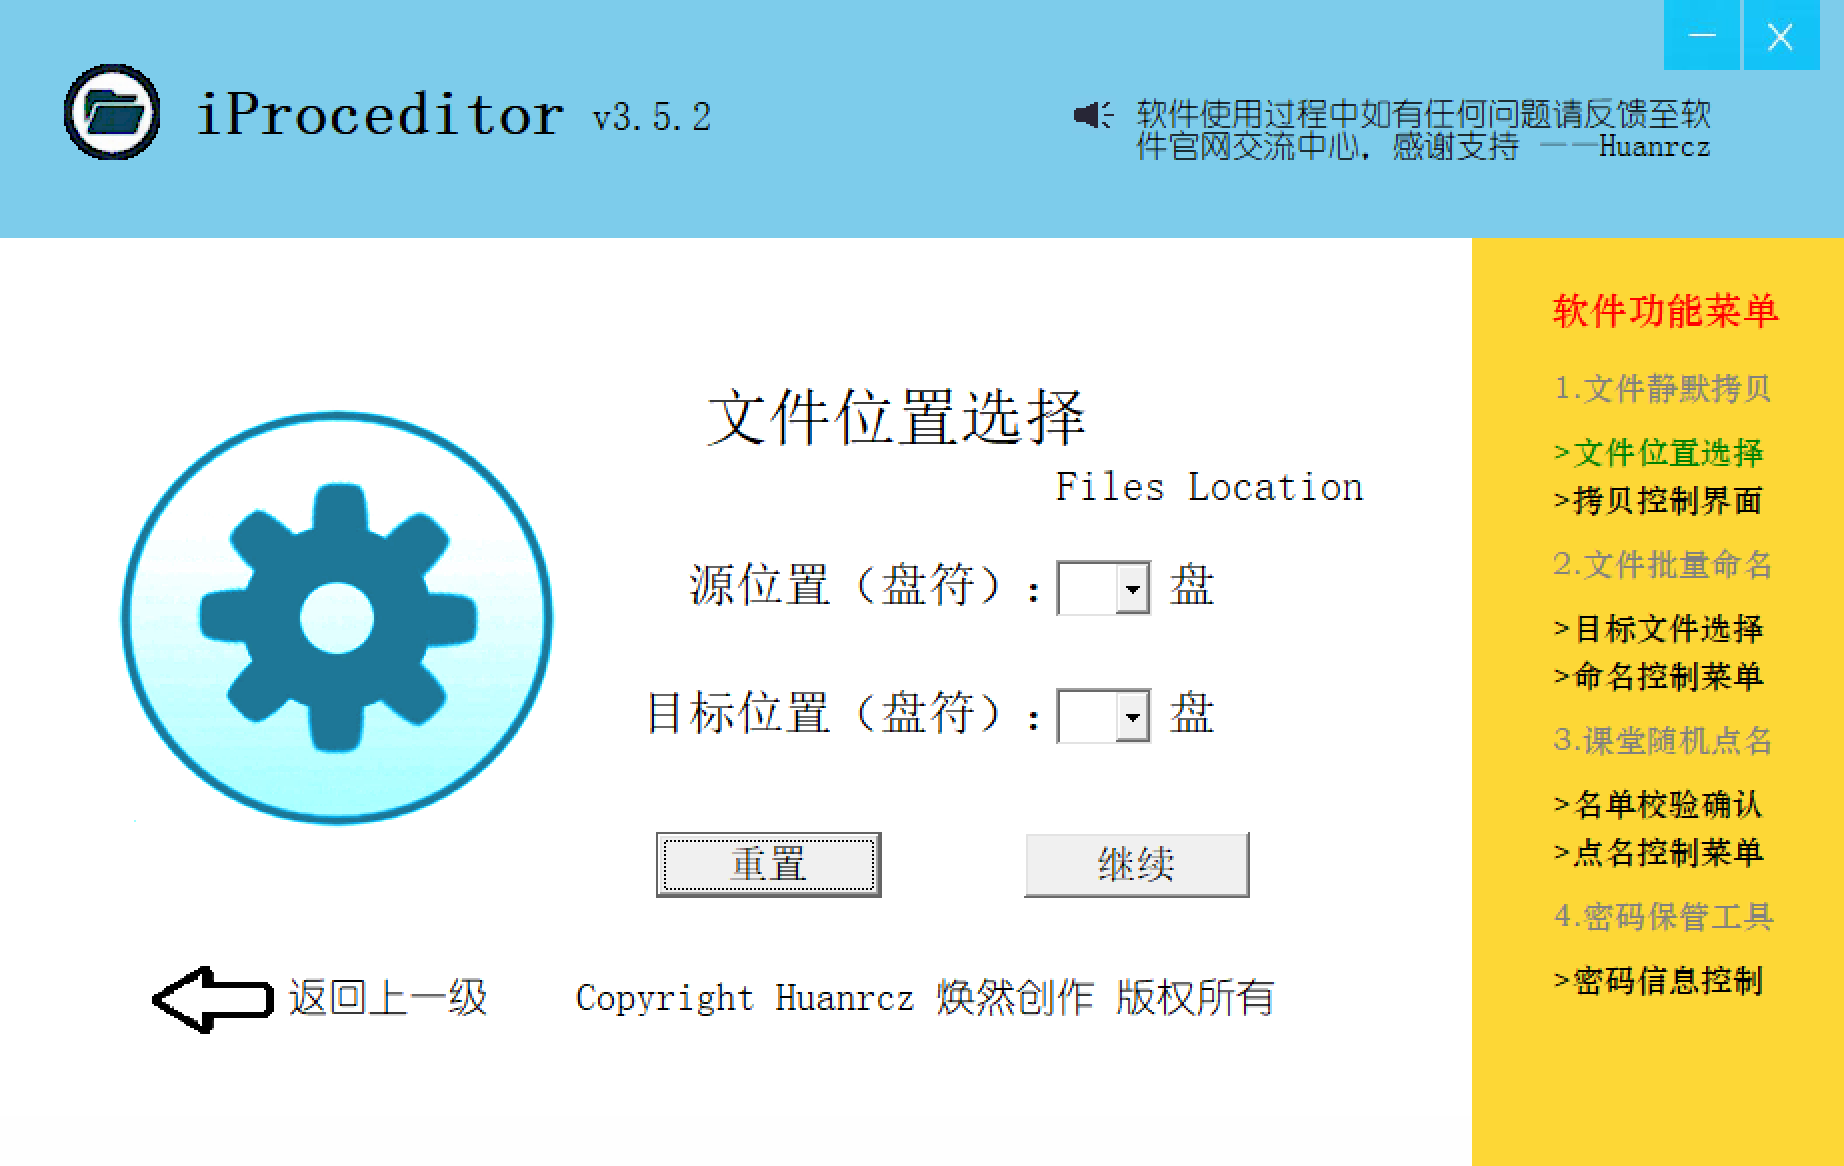 iProceditor v3.5.2
软件使用过程中如有任何问题请反馈至软
件官网交流中心，感谢支持 ——Huanrcz
文件位置选择
Files Location
源位置（盘符）: 盘
目标位置（盘符）: 盘
重置 继续
返回上一级 Copyright Huanrcz 焕然创作 版权所有
软件功能菜单
1.文件静默拷贝
>文件位置选择
>拷贝控制界面
2.文件批量命名
>目标文件选择
>命名控制菜单
3.课堂随机点名
>名单校验确认
>点名控制菜单
4.密码保管工具
>密码信息控制